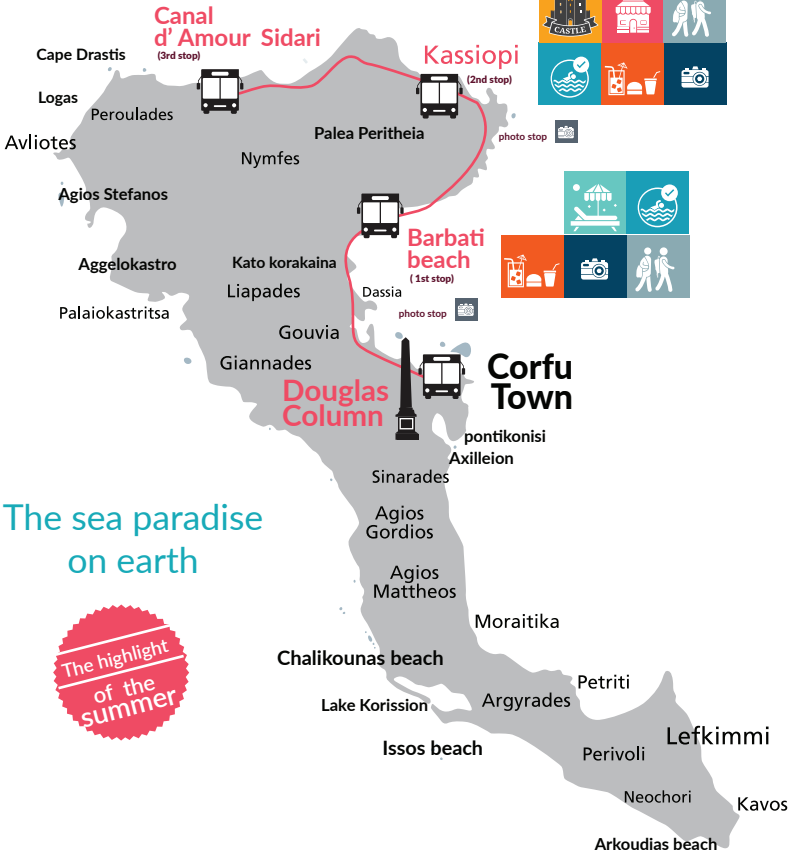 Canal
d' Amour Sidari
(3rd stop)
CASTLE
Cape Drastis
Kassiopi
(2nd stop)
Logas
Peroulades
Palea Peritheia
photo stop
Avliotes
Nymfes
Agios Stefanos
Barbati
beach
( 1st stop)
Aggelokastro
Kato korakaina
Liapades
Dassia
photo stop
Palaiokastritsa
Gouvia
Giannades
Corfu
Town
Douglas
Column
pontikonisi
Axilleion
Sinarades
The sea paradise
on earth
Agios
Gordios
Agios
Mattheos
The highlight
of the
summer
Moraitika
Chalikounas beach
Petriti
Argyrades
Lake Korission
Lefkimmi
Issos beach
Perivoli
Neochori
Kavos
Arkoudias beach